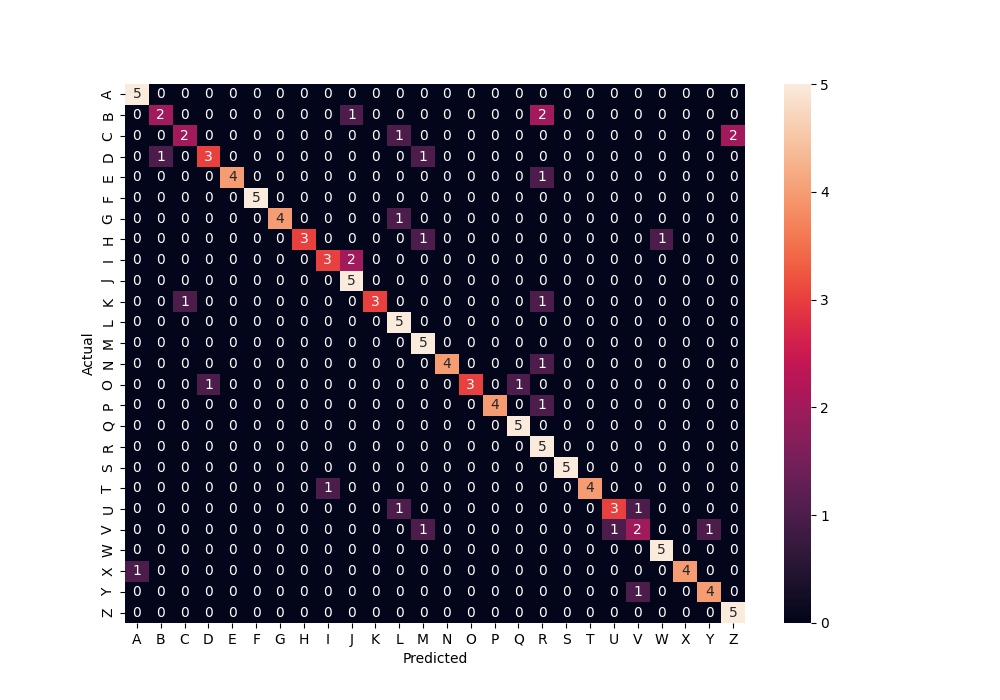 A 5 0 0 0 0 0 0 0 0 0 0 0 0 0 0 0 0 0 0 0 0 0 0 0 0 0
B 0 2 0 0 0 0 0 0 0 1 0 0 0 0 0 0 0 2 0 0 0 0 0 0 0 0
C 0 0 2 0 0 0 0 0 0 0 0 1 0 0 0 0 0 0 0 0 0 0 0 0 0 2
D 0 1 0 3 0 0 0 0 0 0 0 0 1 0 0 0 0 0 0 0 0 0 0 0 0 0
E 0 0 0 0 4 0 0 0 0 0 0 0 0 0 0 0 0 1 0 0 0 0 0 0 0 0
F 0 0 0 0 0 5 0 0 0 0 0 0 0 0 0 0 0 0 0 0 0 0 0 0 0 0
G 0 0 0 0 0 0 4 0 0 0 0 1 0 0 0 0 0 0 0 0 0 0 0 0 0 0
H 0 0 0 0 0 0 0 3 0 0 0 0 1 0 0 0 0 0 0 0 0 0 1 0 0 0
I 0 0 0 0 0 0 0 0 3 2 0 0 0 0 0 0 0 0 0 0 0 0 0 0 0 0
J 0 0 0 0 0 0 0 0 0 5 0 0 0 0 0 0 0 0 0 0 0 0 0 0 0 0
K 0 0 1 0 0 0 0 0 0 0 3 0 0 0 0 0 0 1 0 0 0 0 0 0 0 0
L 0 0 0 0 0 0 0 0 0 0 0 5 0 0 0 0 0 0 0 0 0 0 0 0 0 0
M 0 0 0 0 0 0 0 0 0 0 0 0 5 0 0 0 0 0 0 0 0 0 0 0 0 0
N 0 0 0 0 0 0 0 0 0 0 0 0 0 4 0 0 0 1 0 0 0 0 0 0 0 0
O 0 0 0 1 0 0 0 0 0 0 0 0 0 0 3 0 1 0 0 0 0 0 0 0 0 0
P 0 0 0 0 0 0 0 0 0 0 0 0 0 0 0 4 0 1 0 0 0 0 0 0 0 0
Q 0 0 0 0 0 0 0 0 0 0 0 0 0 0 0 0 5 0 0 0 0 0 0 0 0 0
R 0 0 0 0 0 0 0 0 0 0 0 0 0 0 0 0 0 5 0 0 0 0 0 0 0 0
S 0 0 0 0 0 0 0 0 0 0 0 0 0 0 0 0 0 0 5 0 0 0 0 0 0 0
T 0 0 0 0 0 0 0 0 1 0 0 0 0 0 0 0 0 0 0 4 0 0 0 0 0 0
U 0 0 0 0 0 0 0 0 0 0 0 1 0 0 0 0 0 0 0 0 3 1 0 0 0 0
V 0 0 0 0 0 0 0 0 0 0 0 0 1 0 0 0 0 0 0 0 1 2 0 0 1 0
W 0 0 0 0 0 0 0 0 0 0 0 0 0 0 0 0 0 0 0 0 0 0 5 0 0 0
X 1 0 0 0 0 0 0 0 0 0 0 0 0 0 0 0 0 0 0 0 0 0 0 4 0 0
Y 0 0 0 0 0 0 0 0 0 0 0 0 0 0 0 0 0 0 0 0 0 1 0 0 4 0
Z 0 0 0 0 0 0 0 0 0 0 0 0 0 0 0 0 0 0 0 0 0 0 0 0 0 5
A B C D E F G H I J K L M N O P Q R S T U V W X Y Z
Predicted
Actual
5
4
3
2
1
0